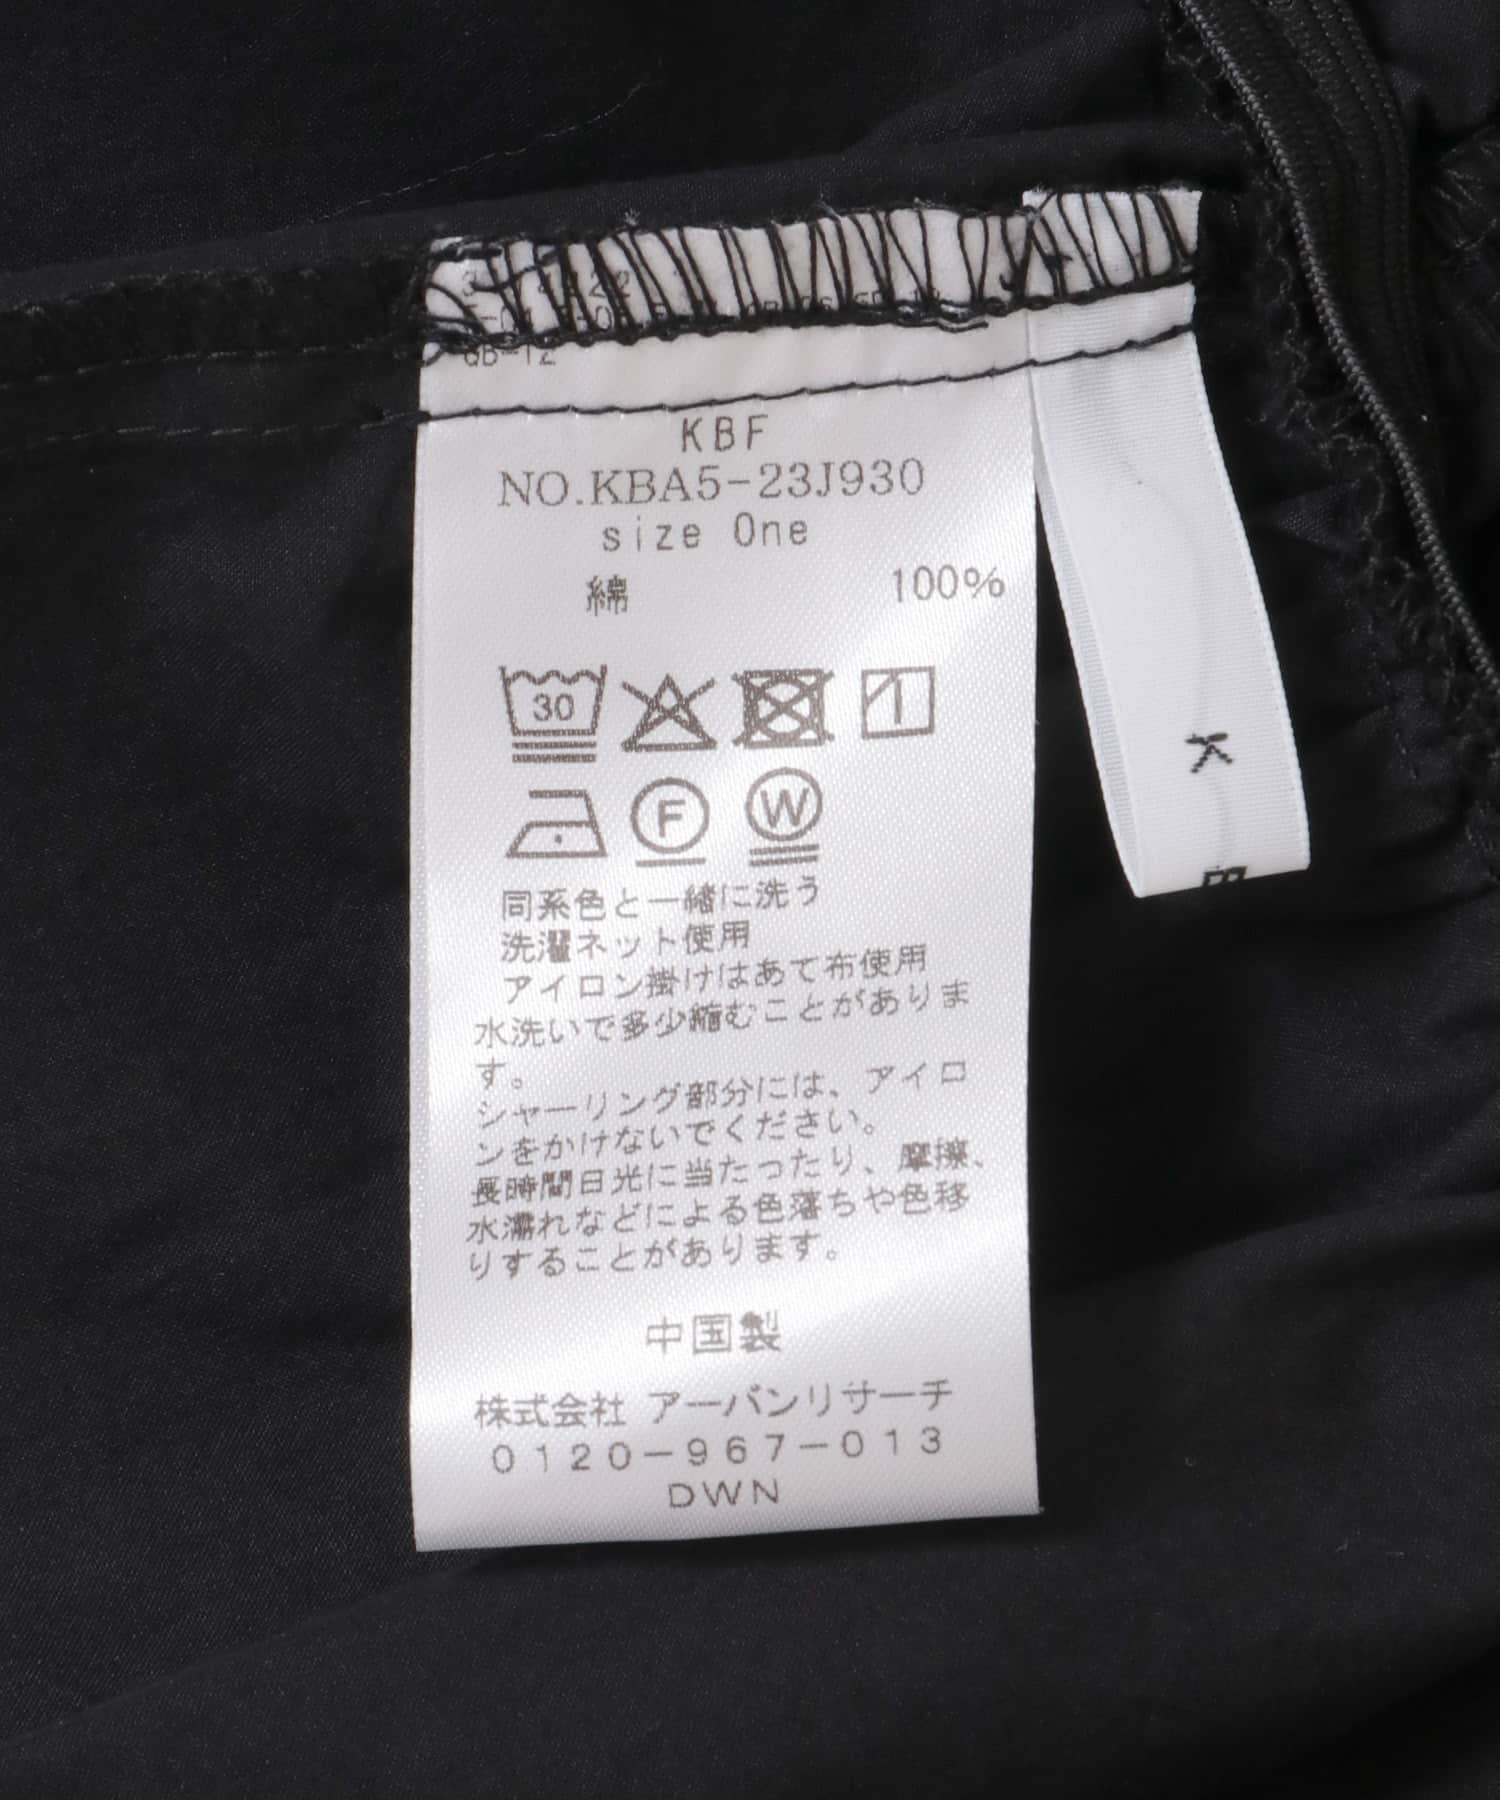 KBF
NO.KBA5-23J930
size One
綿 100%
30
F W
同系色と一緒に洗う
洗濯ネット使用
アイロン掛けはあて布使用
水洗いで多少縮むことがありま
す。
シャーリング部分には、アイロ
ンをかけないでください。
長時間日光に当たったり、摩擦、
水濡れなどによる色落ちや色移
りすることがあります。
中国製
株式会社 アーバンリサーチ
0120-967-013
DWN